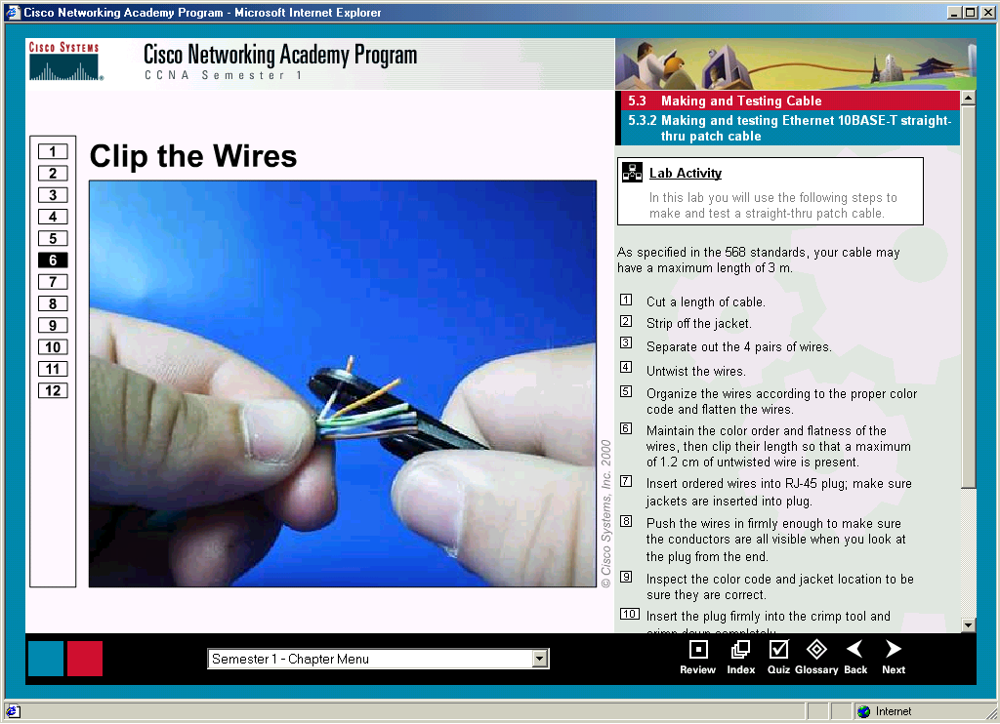 Cisco Networking Academy Program - Microsoft Internet Explorer
CISCO SYSTEMS
Cisco Networking Academy Program
CCNA Semester 1
5.3 Making and Testing Cable
5.3.2 Making and testing Ethernet 10BASE-T straight-
thru patch cable
1
2
3
4
5
6
7
8
9
10
11
12
Clip the Wires
© Cisco Systems, Inc. 2000
Lab Activity
In this lab you will use the following steps to
make and test a straight-thru patch cable.
As specified in the 568 standards, your cable may
have a maximum length of 3 m.
1 Cut a length of cable.
2 Strip off the jacket.
3 Separate out the 4 pairs of wires.
4 Untwist the wires.
5 Organize the wires according to the proper color
code and flatten the wires.
6 Maintain the color order and flatness of the
wires, then clip their length so that a maximum
of 1.2 cm of untwisted wire is present.
7 Insert ordered wires into RJ-45 plug; make sure
jackets are inserted into plug.
8 Push the wires in firmly enough to make sure
the conductors are all visible when you look at
the plug from the end.
9 Inspect the color code and jacket location to be
sure they are correct.
10 Insert the plug firmly into the crimp tool and
crimp down completely.
Semester 1 - Chapter Menu
Review Index Quiz Glossary Back Next
Internet